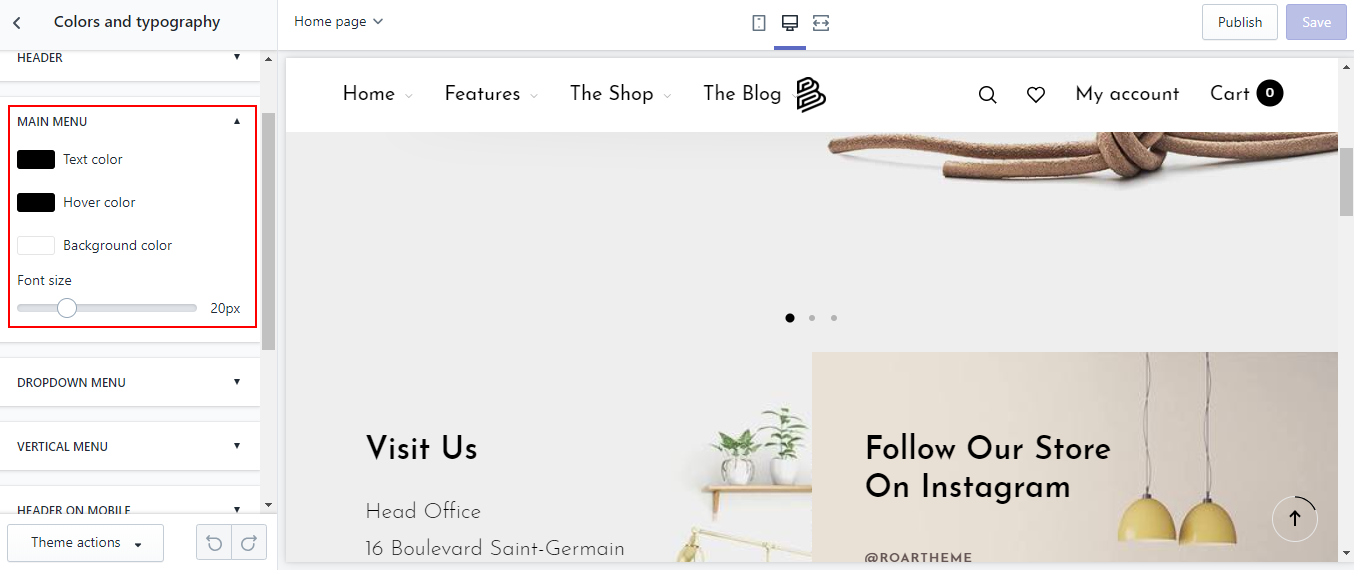 Colors and typography
Home page
Publish
Save
HEADER
MAIN MENU
Text color
Hover color
Background color
Font size
20px
DROPDOWN MENU
VERTICAL MENU
HEADER ON MOBILE
Theme actions
Home
Features
The Shop
The Blog
My account
Cart 0
Visit Us
Head Office
16 Boulevard Saint-Germain
Follow Our Store
On Instagram
@ROARTHEME